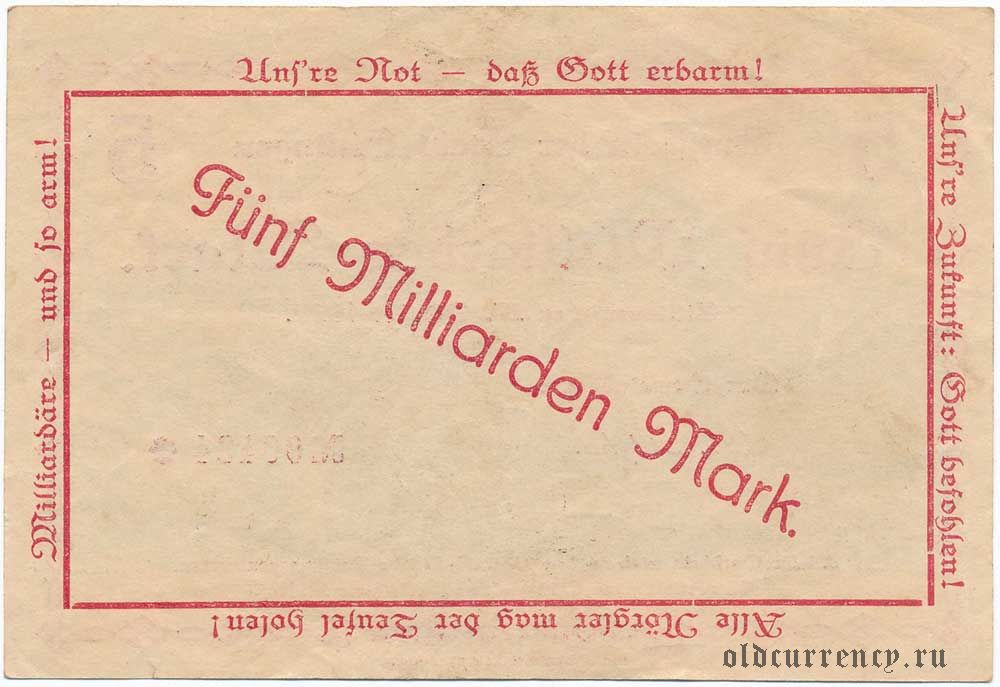 Uns're Not — daß Gott erbarm!
Uns're Zukunft: Gott befohlen!
Alle Nörgler mag der Teufel holen!
Milliardäre — und so arm!
Fünf Milliarden Mark.
oldcurrency.ru